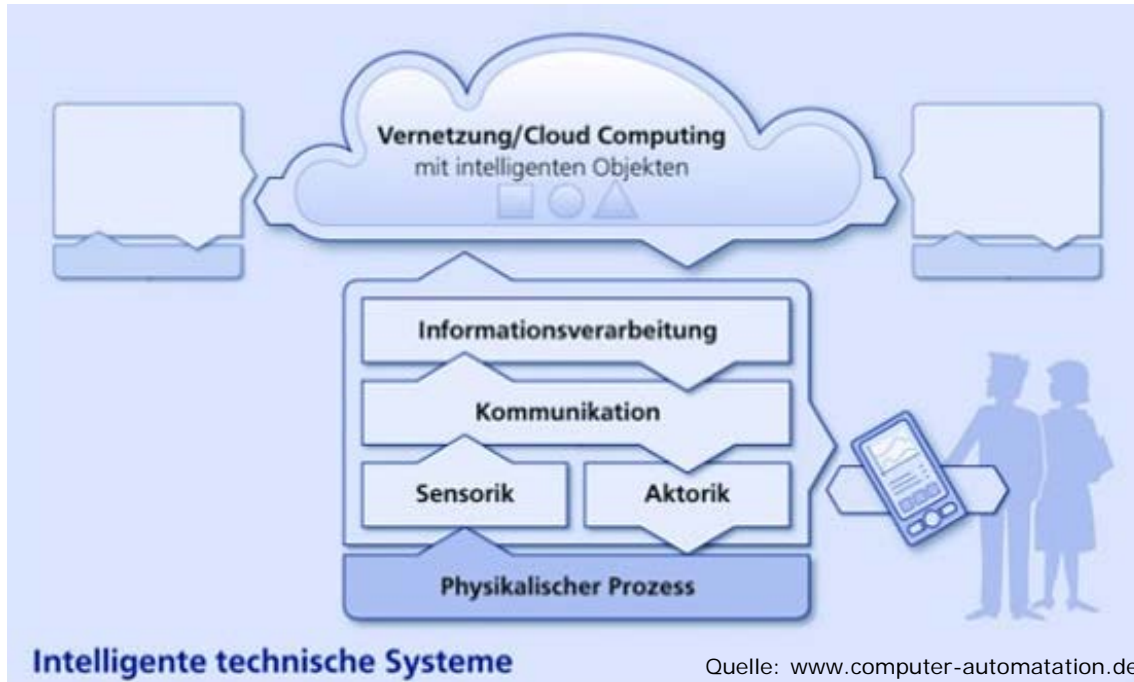 Vernetzung/Cloud Computing
mit intelligenten Objekten
Informationsverarbeitung
Kommunikation
Sensorik
Aktorik
Physikalischer Prozess
Intelligente technische Systeme
Quelle: www.computer-automatation.de